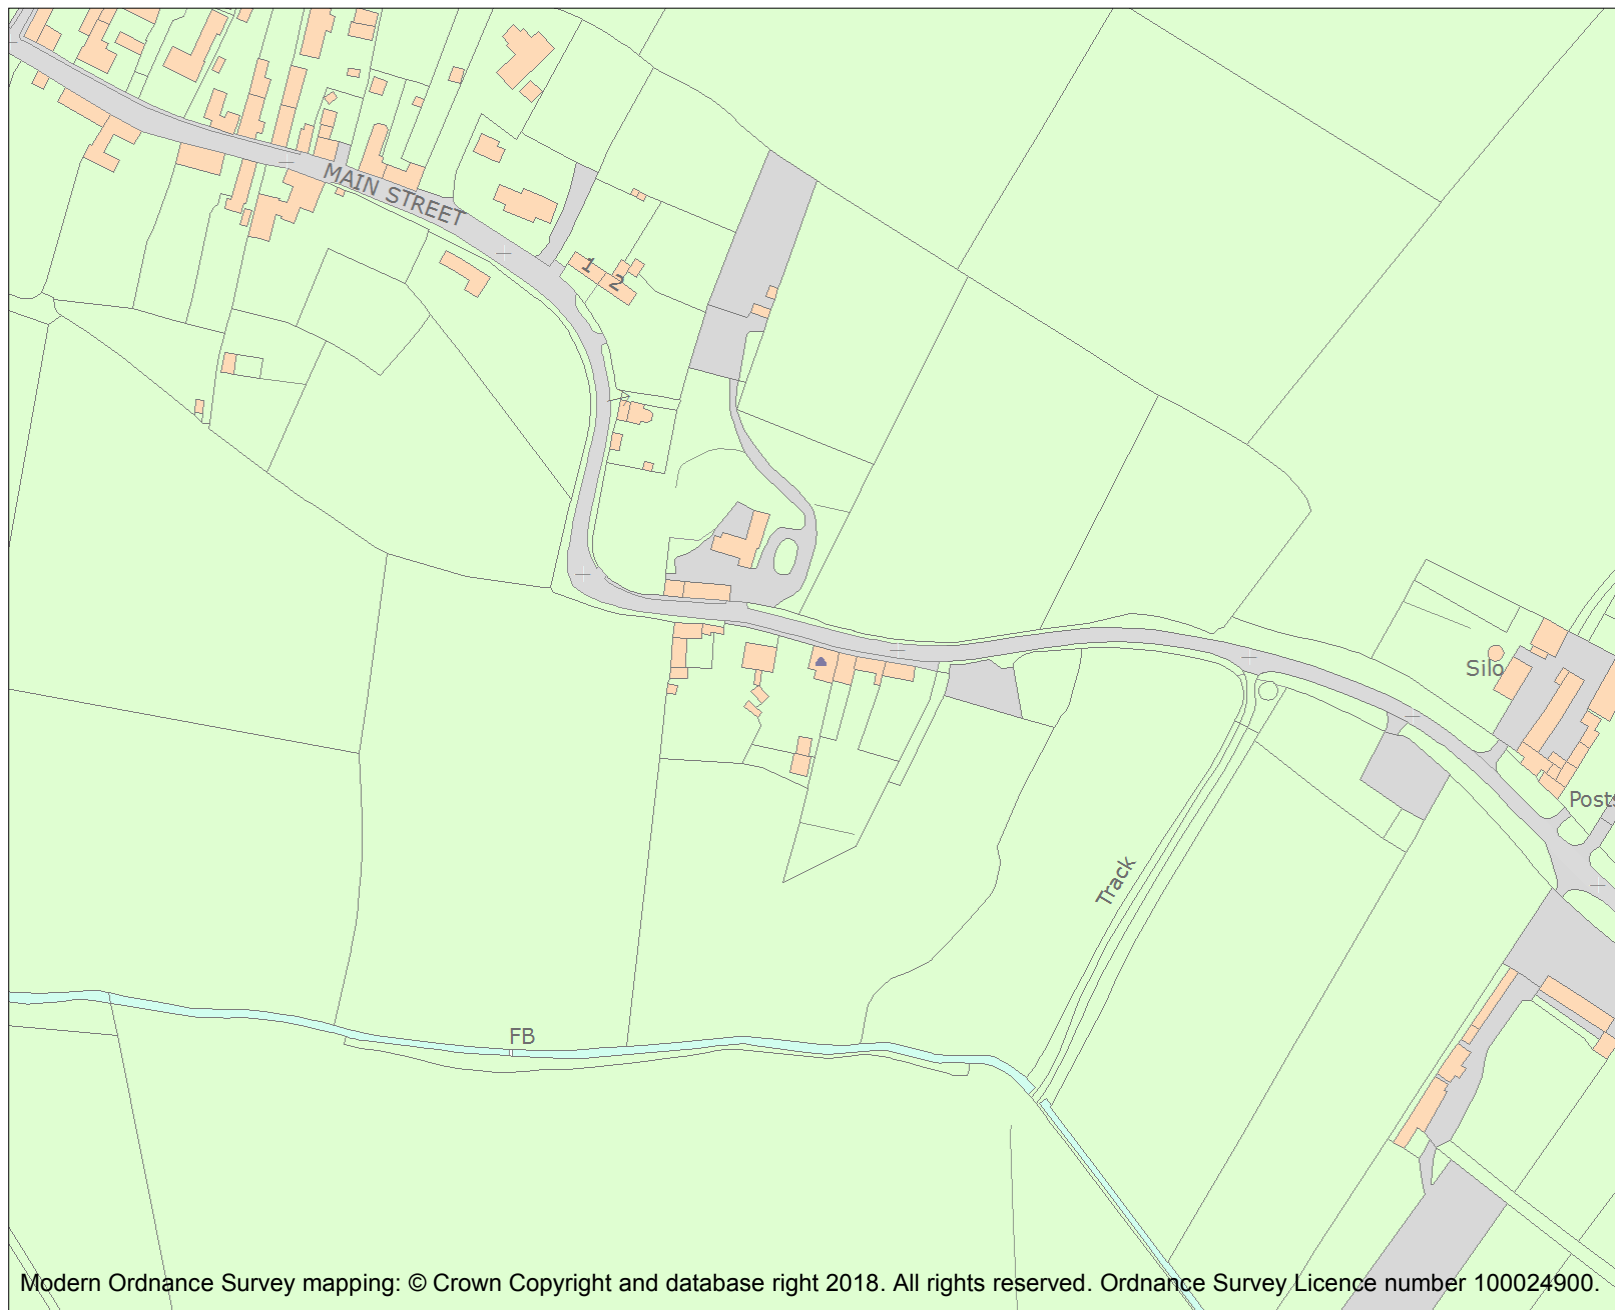 MAIN STREET
1
2
Silo
Posts
Track
FB
Modern Ordnance Survey mapping: © Crown Copyright and database right 2018. All rights reserved. Ordnance Survey Licence number 100024900.